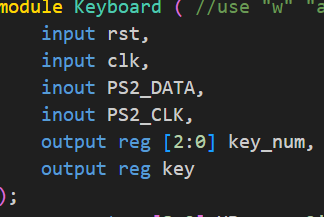 module Keyboard ( //use "w" "a
input rst,
input clk,
inout PS2_DATA,
inout PS2_CLK,
output reg [2:0] key_num,
output reg key
);